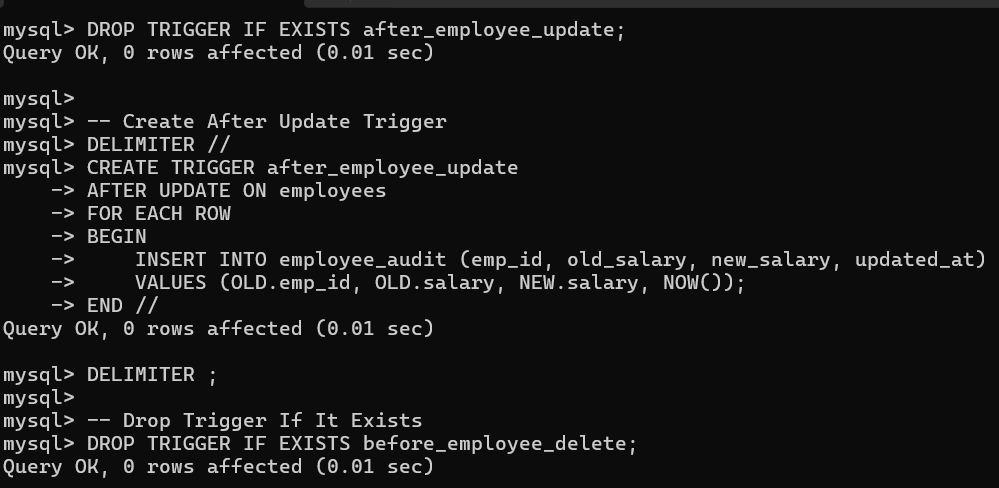 mysql> DROP TRIGGER IF EXISTS after_employee_update;
Query OK, 0 rows affected (0.01 sec)
mysql>
mysql> -- Create After Update Trigger
mysql> DELIMITER //
mysql> CREATE TRIGGER after_employee_update
    -> AFTER UPDATE ON employees
    -> FOR EACH ROW
    -> BEGIN
    ->     INSERT INTO employee_audit (emp_id, old_salary, new_salary, updated_at)
    ->     VALUES (OLD.emp_id, OLD.salary, NEW.salary, NOW());
    -> END //
Query OK, 0 rows affected (0.01 sec)
mysql> DELIMITER ;
mysql>
mysql> -- Drop Trigger If It Exists
mysql> DROP TRIGGER IF EXISTS before_employee_delete;
Query OK, 0 rows affected (0.01 sec)